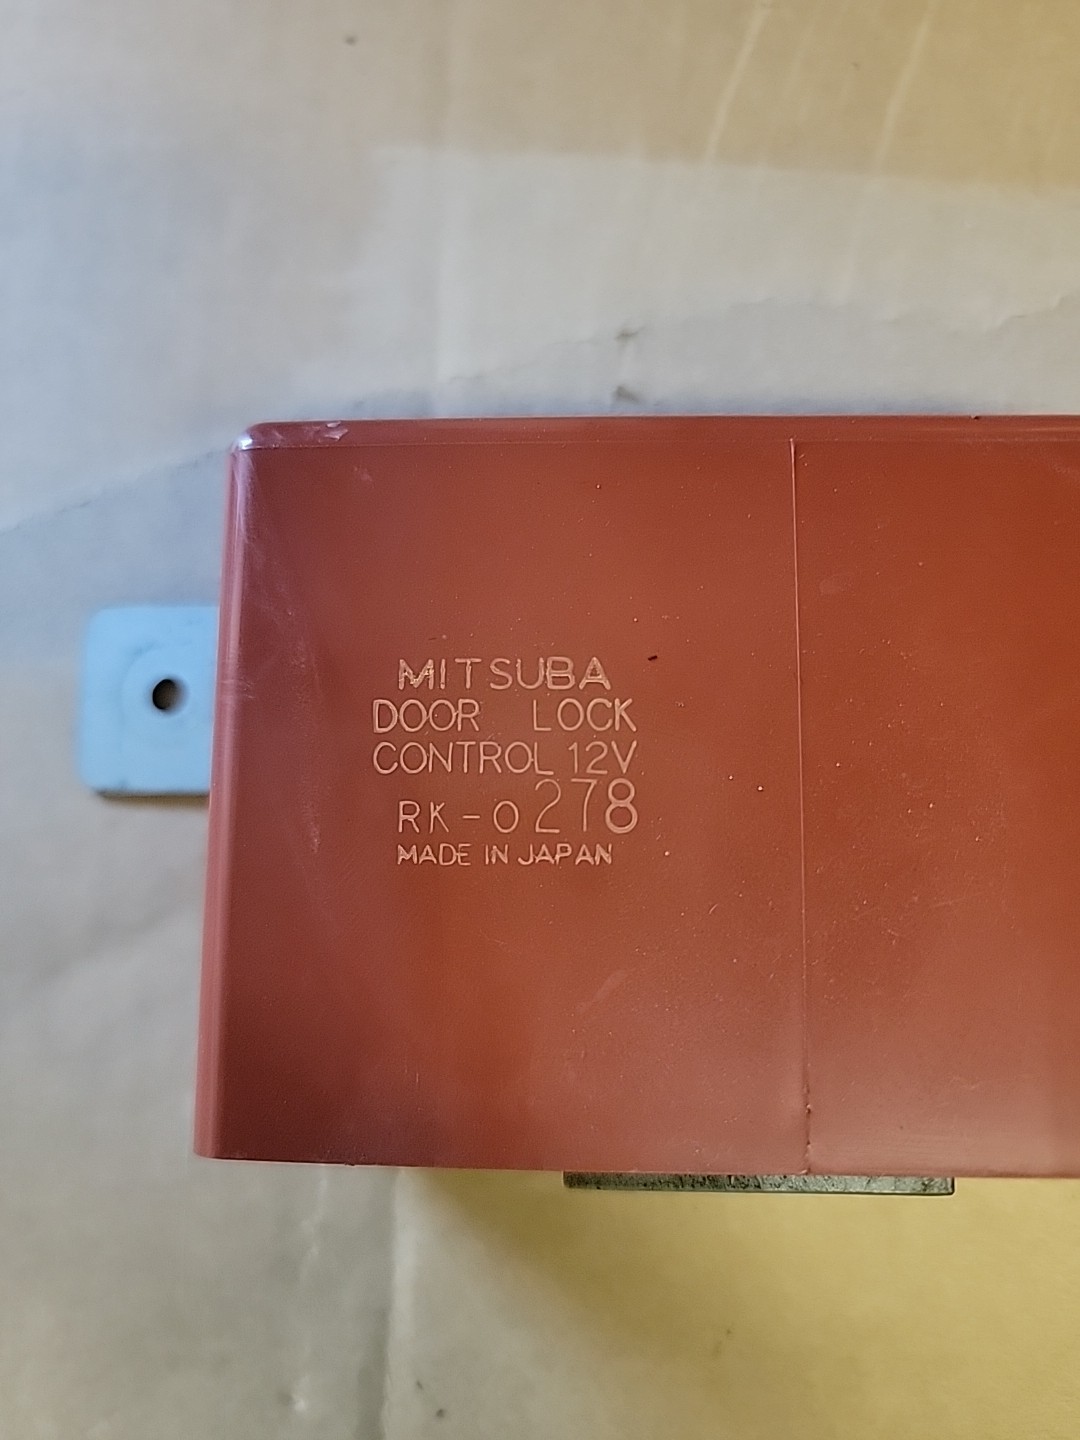 MITSUBA
DOOR LOCK
CONTROL 12V
RK-0278
MADE IN JAPAN